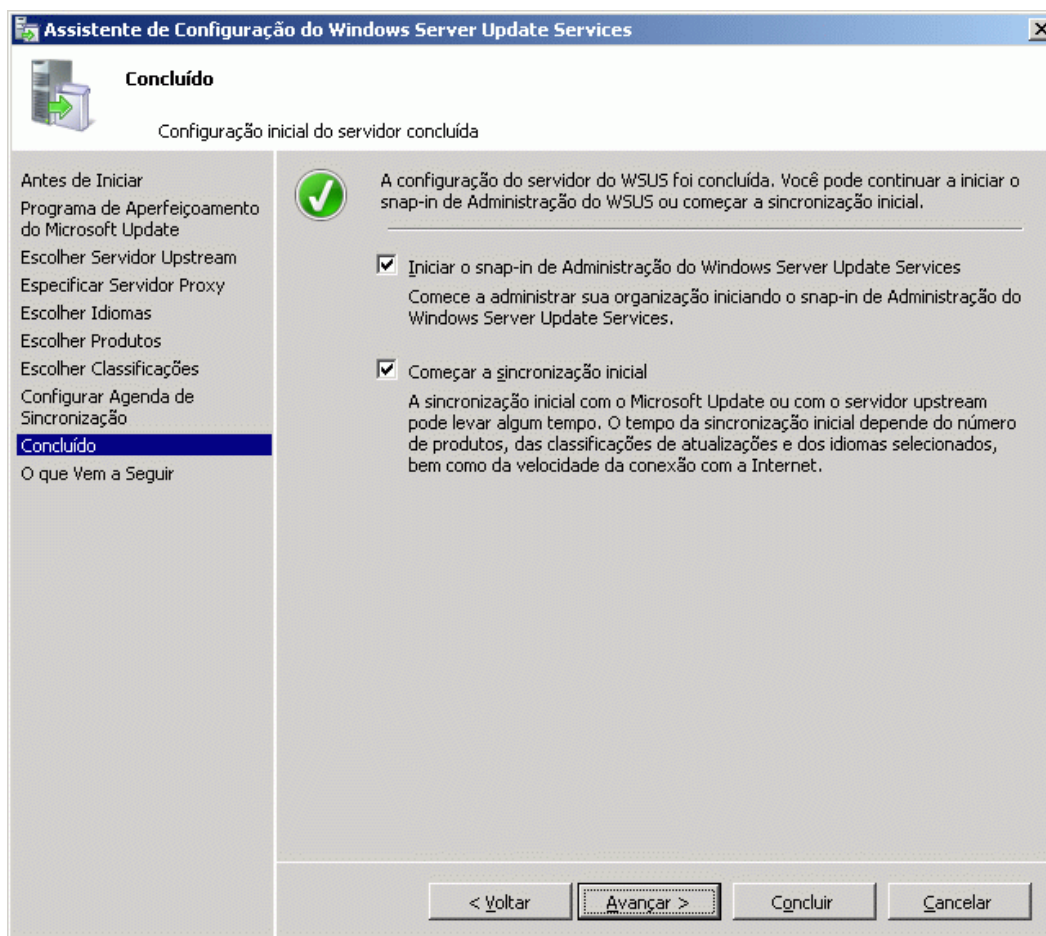 Assistente de Configuração do Windows Server Update Services
Concluído
Configuração inicial do servidor concluída
Antes de Iniciar
Programa de Aperfeiçoamento
do Microsoft Update
Escolher Servidor Upstream
Especificar Servidor Proxy
Escolher Idiomas
Escolher Produtos
Escolher Classificações
Configurar Agenda de
Sincronização
Concluído
O que Vem a Seguir
A configuração do servidor do WSUS foi concluída. Você pode continuar a iniciar o
snap-in de Administração do WSUS ou começar a sincronização inicial.
Iniciar o snap-in de Administração do Windows Server Update Services
Comece a administrar sua organização iniciando o snap-in de Administração do
Windows Server Update Services.
Começar a sincronização inicial
A sincronização inicial com o Microsoft Update ou com o servidor upstream
pode levar algum tempo. O tempo da sincronização inicial depende do número
de produtos, das classificações de atualizações e dos idiomas selecionados,
bem como da velocidade da conexão com a Internet.
< Voltar
Avançar >
Concluir
Cancelar